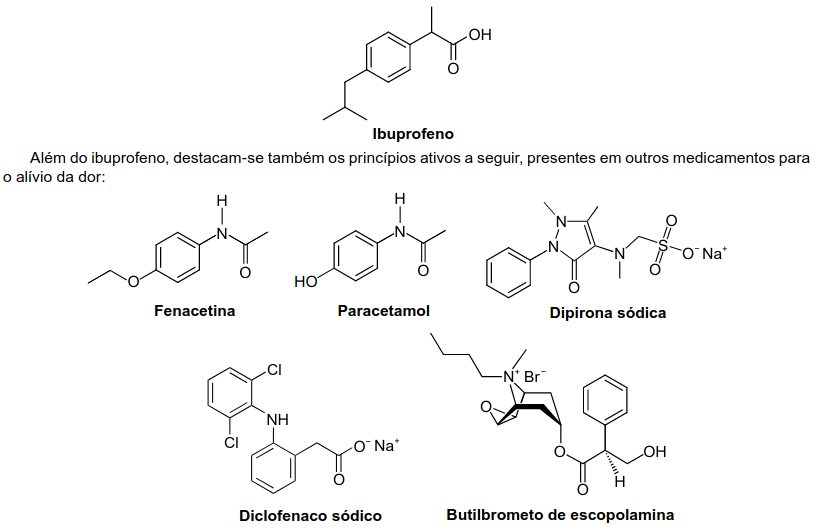 OH
O
Ibuprofeno
Além do ibuprofeno, destacam-se também os princípios ativos a seguir, presentes em outros medicamentos para
o alívio da dor:
H
N
O
O
Fenacetina
H
N
HO
O
Paracetamol
N
N
O
N
S
O
O
O⁻ Na⁺
Dipirona sódica
Cl
Cl
NH
O⁻ Na⁺
O
Diclofenaco sódico
N⁺ Br⁻
O
O
O
OH
H
Butilbrometo de escopolamina